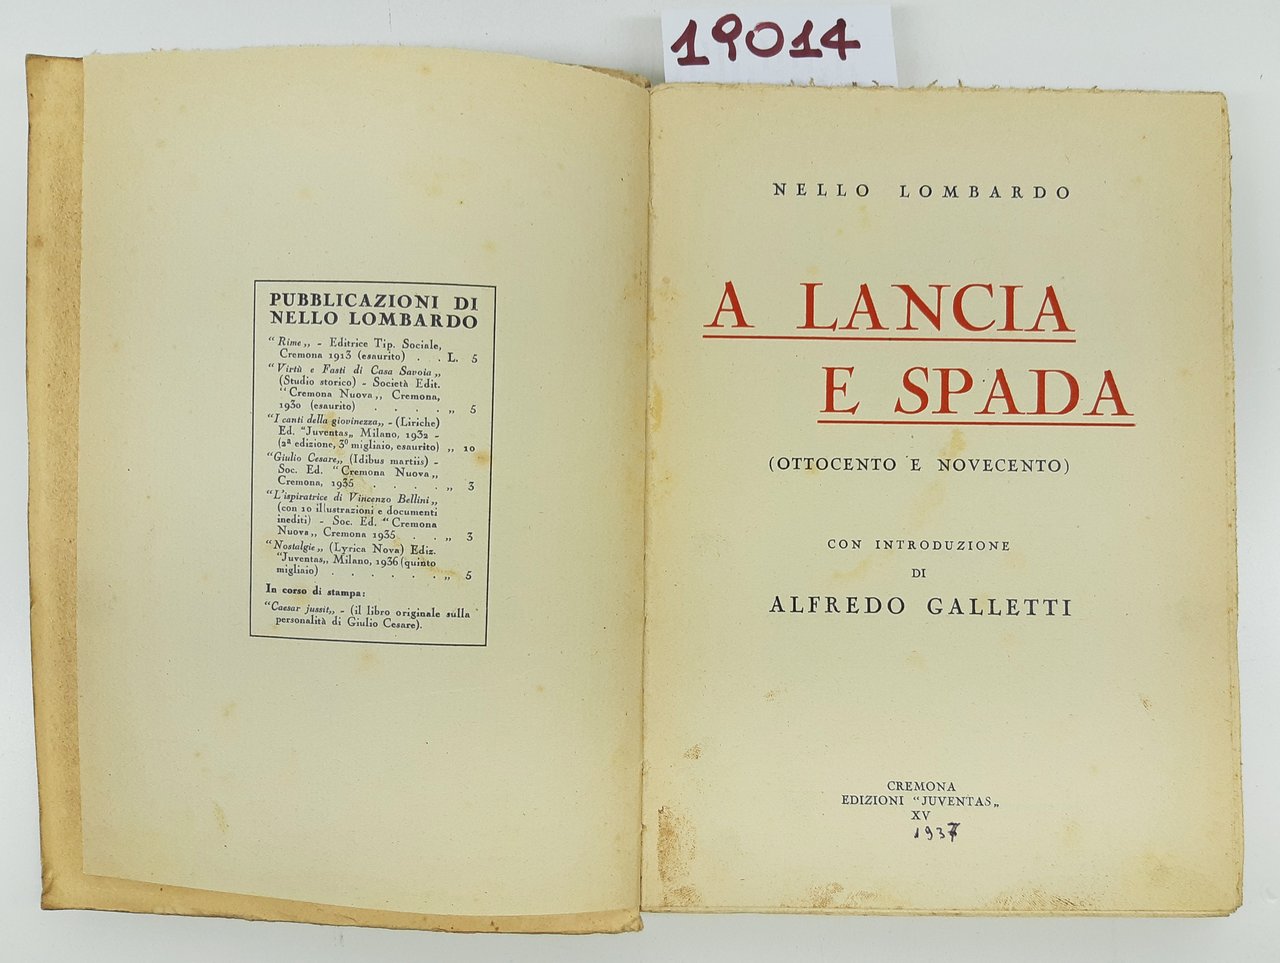 19014
PUBBLICAZIONI DI
NELLO LOMBARDO
“Rime„ - Editrice Tip. Sociale,
Cremona 1913 (esaurito) . . L. 5
“Virtù e Fasti di Casa Savoia„
(Studio storico) - Società Edit.
“Cremona Nuova„ Cremona,
1930 (esaurito) . . . . „ 5
“I canti della giovinezza„ - (Liriche)
Ed. “Juventas„ Milano, 1932 -
(2ª edizione, 3º migliaio, esaurito) „ 10
“Giulio Cesare„ (Idibus martiis) -
Soc. Ed. “Cremona Nuova„
Cremona, 1935 . . . . „ 3
“L'ispiratrice di Vincenzo Bellini„
(con 10 illustrazioni e documenti
inediti) - Soc. Ed. “Cremona
Nuova„ Cremona 1935 . . „ 3
“Nostalgie„ (Lyrica Nova) Ediz.
“Juventas„ Milano, 1936 (quinto
migliaio) . . . . . . . „ 5
In corso di stampa:
“Caesar jussit„ - (il libro originale sulla
personalità di Giulio Cesare).
NELLO LOMBARDO
A LANCIA
E SPADA
(OTTOCENTO E NOVECENTO)
CON INTRODUZIONE
DI
ALFREDO GALLETTI
CREMONA
EDIZIONI “JUVENTAS„
XV
1937